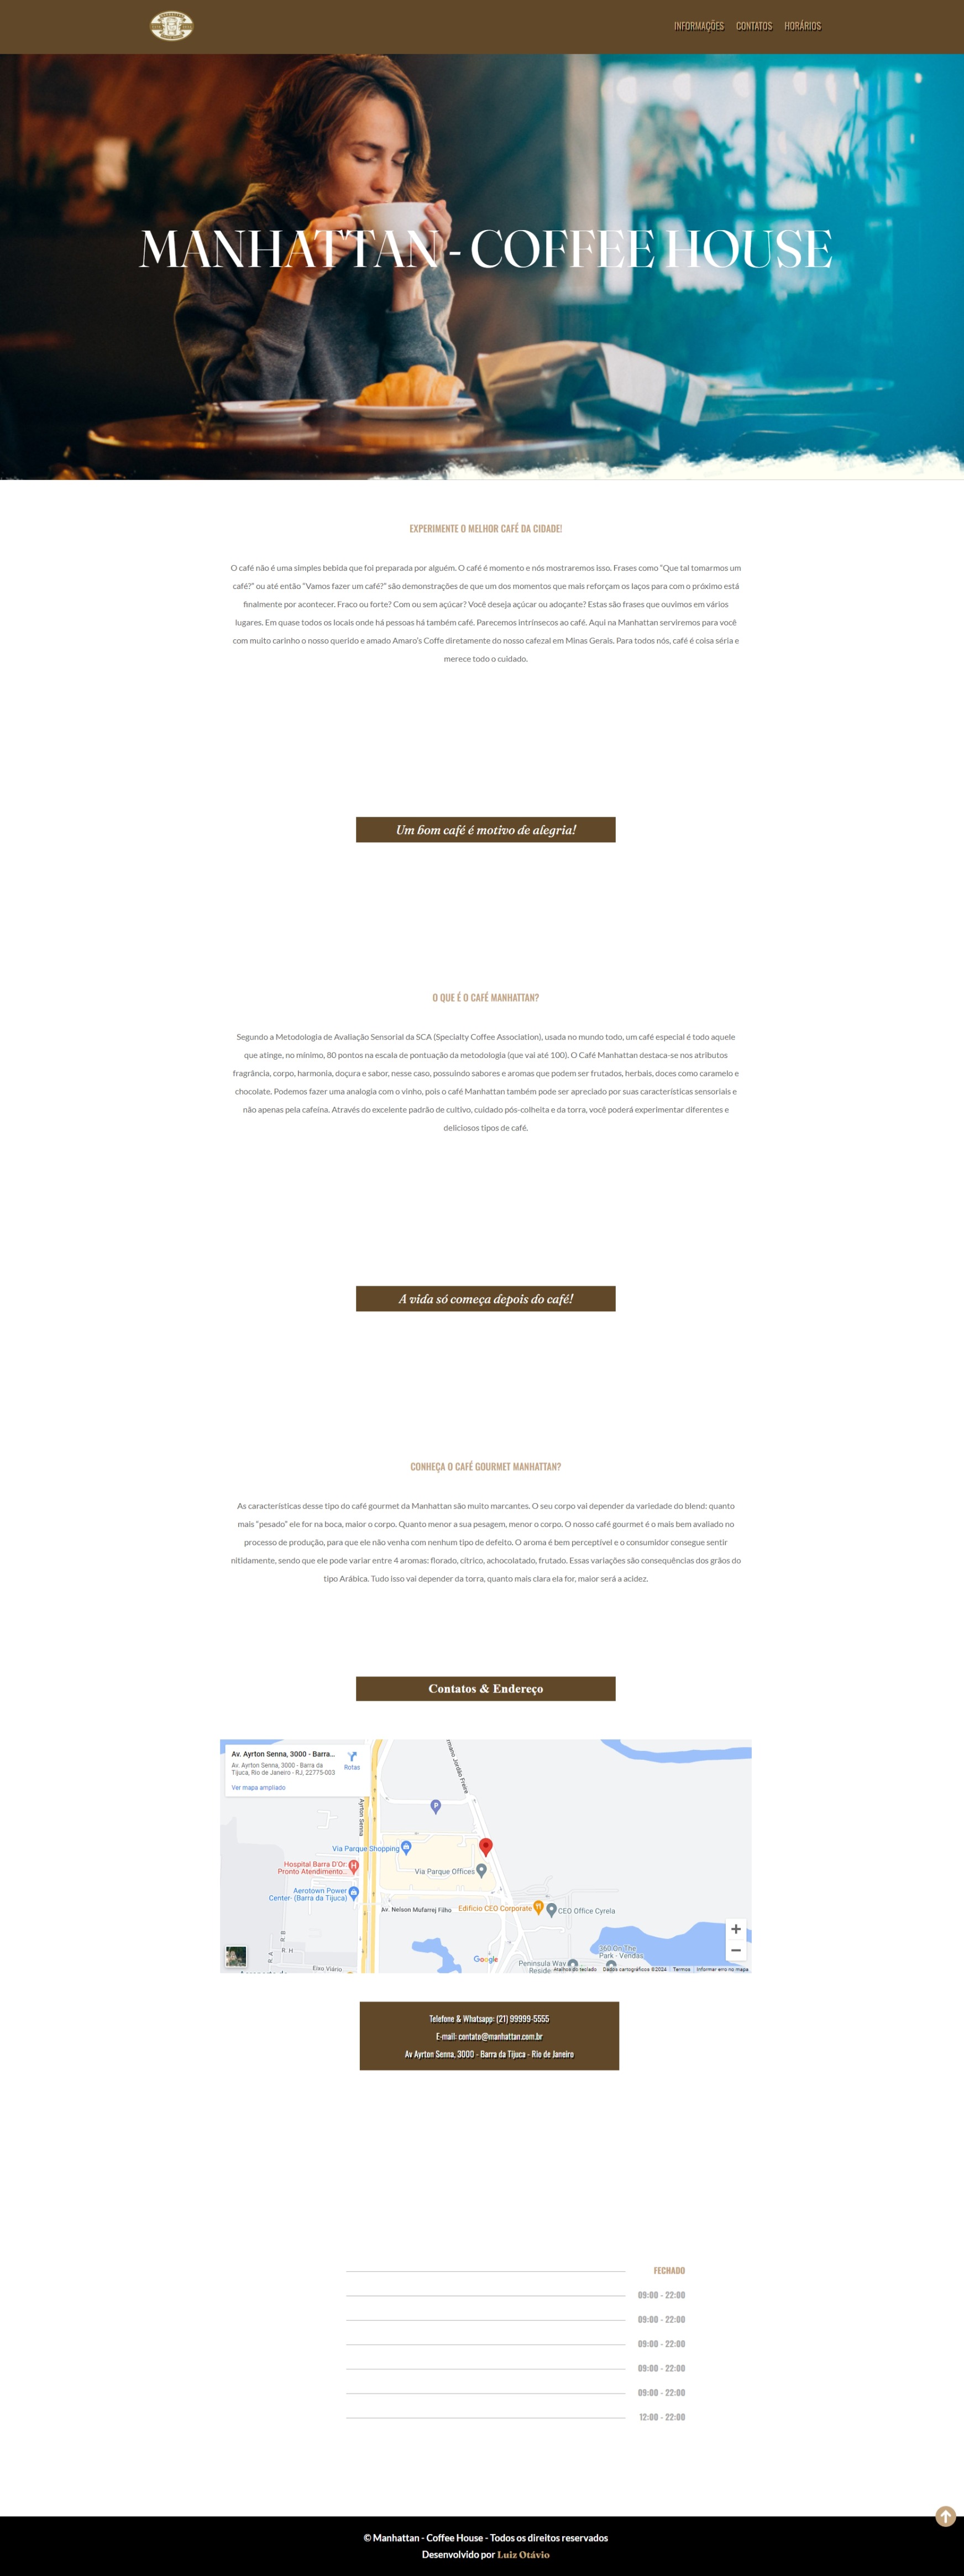 INFORMAÇÕES CONTATOS HORÁRIOS
MANHATTAN - COFFEE HOUSE
EXPERIMENTE O MELHOR CAFÉ DA CIDADE!
O café não é uma simples bebida que foi preparada por alguém. O café é momento e nós mostraremos isso. Frases como “Que tal tomarmos um
café?” ou até então “Vamos fazer um café?” são demonstrações de que um dos momentos que mais reforçam os laços para com o próximo está
finalmente por acontecer. Fraco ou forte? Com ou sem açúcar? Você deseja açúcar ou adoçante? Estas são frases que ouvimos em vários
lugares. Em quase todos os locais onde há pessoas há também café. Parecemos intrínsecos ao café. Aqui na Manhattan serviremos para você
com muito carinho o nosso querido e amado Amaro's Coffe diretamente do nosso cafezal em Minas Gerais. Para todos nós, café é coisa séria e
merece todo o cuidado.
Um bom café é motivo de alegria!
O QUE É O CAFÉ MANHATTAN?
Segundo a Metodologia de Avaliação Sensorial da SCA (Specialty Coffee Association), usada no mundo todo, um café especial é todo aquele
que atinge, no mínimo, 80 pontos na escala de pontuação da metodologia (que vai até 100). O Café Manhattan destaca-se nos atributos
fragrância, corpo, harmonia, doçura e sabor, nesse caso, possuindo sabores e aromas que podem ser frutados, herbais, doces como caramelo e
chocolate. Podemos fazer uma analogia com o vinho, pois o café Manhattan também pode ser apreciado por suas características sensoriais e
não apenas pela cafeína. Através do excelente padrão de cultivo, cuidado pós-colheita e da torra, você poderá experimentar diferentes e
deliciosos tipos de café.
A vida só começa depois do café!
CONHEÇA O CAFÉ GOURMET MANHATTAN?
As características desse tipo do café gourmet da Manhattan são muito marcantes. O seu corpo vai depender da variedade do blend: quanto
mais “pesado” ele for na boca, maior o corpo. Quanto menor a sua pesagem, menor o corpo. O nosso café gourmet é o mais bem avaliado no
processo de produção, para que ele não venha com nenhum tipo de defeito. O aroma é bem perceptível e o consumidor consegue sentir
nitidamente, sendo que ele pode variar entre 4 aromas: florado, cítrico, achocolatado, frutado. Essas variações são consequências dos grãos do
tipo Arábica. Tudo isso vai depender da torra, quanto mais clara ela for, maior será a acidez.
Contatos & Endereço
Av. Ayrton Senna, 3000 - Barra...
Av. Ayrton Senna, 3000 - Barra da
Tijuca, Rio de Janeiro - RJ, 22775-003
Rotas
Ver mapa ampliado
Ayrton Senna
Jordão Freire
P
Via Parque Shopping
Hospital Barra D'Or:
Pronto Atendimento...
Via Parque Offices
Aerotown Power
Center- (Barra da Tijuca)
Av. Nelson Mufarrej Filho
Edifício CEO Corporate
CEO Office Cyrela
360 On The
Park - Vendas
Peninsula Way
Google
Eixo Viário
Atalhos do teclado Dados cartográficos ©2024 Termos Informar erro no mapa
Telefone & Whatsapp: (21) 99999-5555
E-mail: contato@manhattan.com.br
Av Ayrton Senna, 3000 - Barra da Tijuca - Rio de Janeiro
FECHADO
09:00 - 22:00
09:00 - 22:00
09:00 - 22:00
09:00 - 22:00
09:00 - 22:00
12:00 - 22:00
© Manhattan - Coffee House - Todos os direitos reservados
Desenvolvido por Luiz Otávio